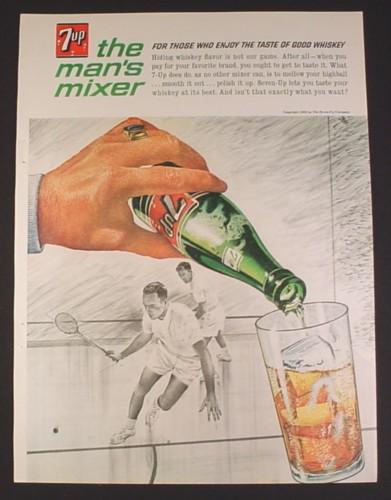 7up
the
man's
mixer
FOR THOSE WHO ENJOY THE TASTE OF GOOD WHISKEY
Hiding whiskey flavor is not our game. After all—when you
pay for your favorite brand, you ought to get to taste it. What
7-Up does do, as no other mixer can, is to mellow your highball
... smooth it out ... polish it up. Seven-Up lets you taste your
whiskey at its best. And isn't that exactly what you want?
Copyright by The Seven-Up Company